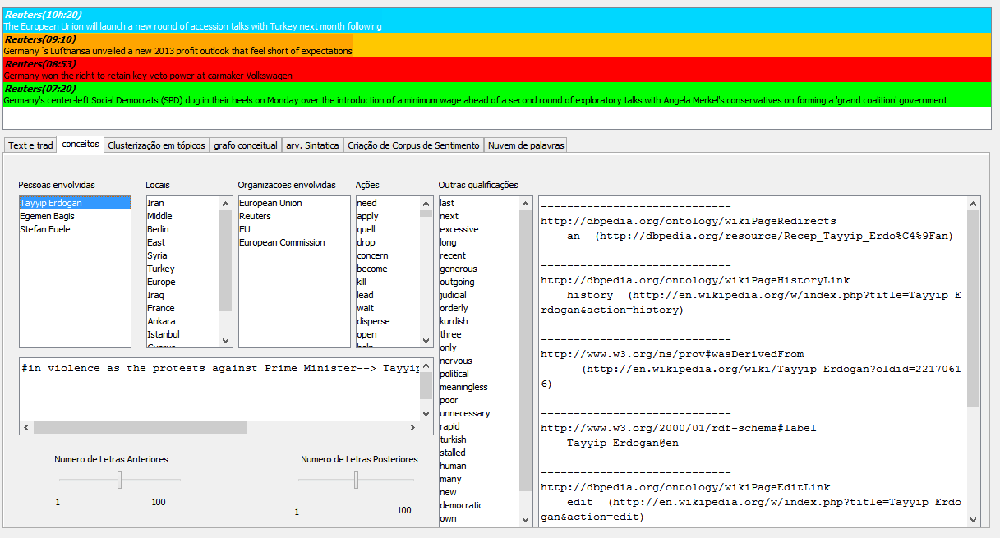 Reuters(10h:20)
The European Union will launch a new round of accession talks with Turkey next month following
Reuters(09:10)
Germany´s Lufthansa unveiled a new 2013 profit outlook that feel short of expectations
Reuters(08:53)
Germany won the right to retain key veto power at carmaker Volkswagen
Reuters(07:20)
Germany's center-left Social Democrats (SPD) dug in their heels on Monday over the introduction of a minimum wage ahead of a second round of exploratory talks with Angela Merkel's conservatives on forming a 'grand coalition' government
Text e trad conceitos Clusterização em tópicos grafo conceitual arv. Sintatica Criação de Corpus de Sentimento Nuvem de palavras
Pessoas envolvidas
Tayyip Erdogan
Egemen Bagis
Stefan Fuele
Locais
Iran
Middle
Berlin
East
Syria
Turkey
Europe
Iraq
France
Ankara
Istanbul
Cyprus
Organizacoes envolvidas
European Union
Reuters
EU
European Commission
Ações
need
apply
quell
drop
concern
become
kill
lead
wait
disperse
open
help
Outras qualificações
last
next
excessive
long
recent
generous
outgoing
judicial
orderly
kurdish
three
only
nervous
political
meaningless
poor
unnecessary
rapid
turkish
stalled
human
many
new
democratic
own
-----------------------------
http://dbpedia.org/ontology/wikiPageRedirects
an (http://dbpedia.org/resource/Recep_Tayyip_Erdo%C4%9Fan)
-----------------------------
http://dbpedia.org/ontology/wikiPageHistoryLink
history (http://en.wikipedia.org/w/index.php?title=Tayyip_E
rdogan&action=history)
-----------------------------
http://www.w3.org/ns/prov#wasDerivedFrom
(http://en.wikipedia.org/wiki/Tayyip_Erdogan?oldid=2217061
6)
-----------------------------
http://www.w3.org/2000/01/rdf-schema#label
Tayyip Erdogan@en
-----------------------------
http://dbpedia.org/ontology/wikiPageEditLink
edit (http://en.wikipedia.org/w/index.php?title=Tayyip_Erdo
gan&action=edit)
#in violence as the protests against Prime Minister--> Tayyip
Numero de Letras Anteriores
1 100
Numero de Letras Posteriores
1 100